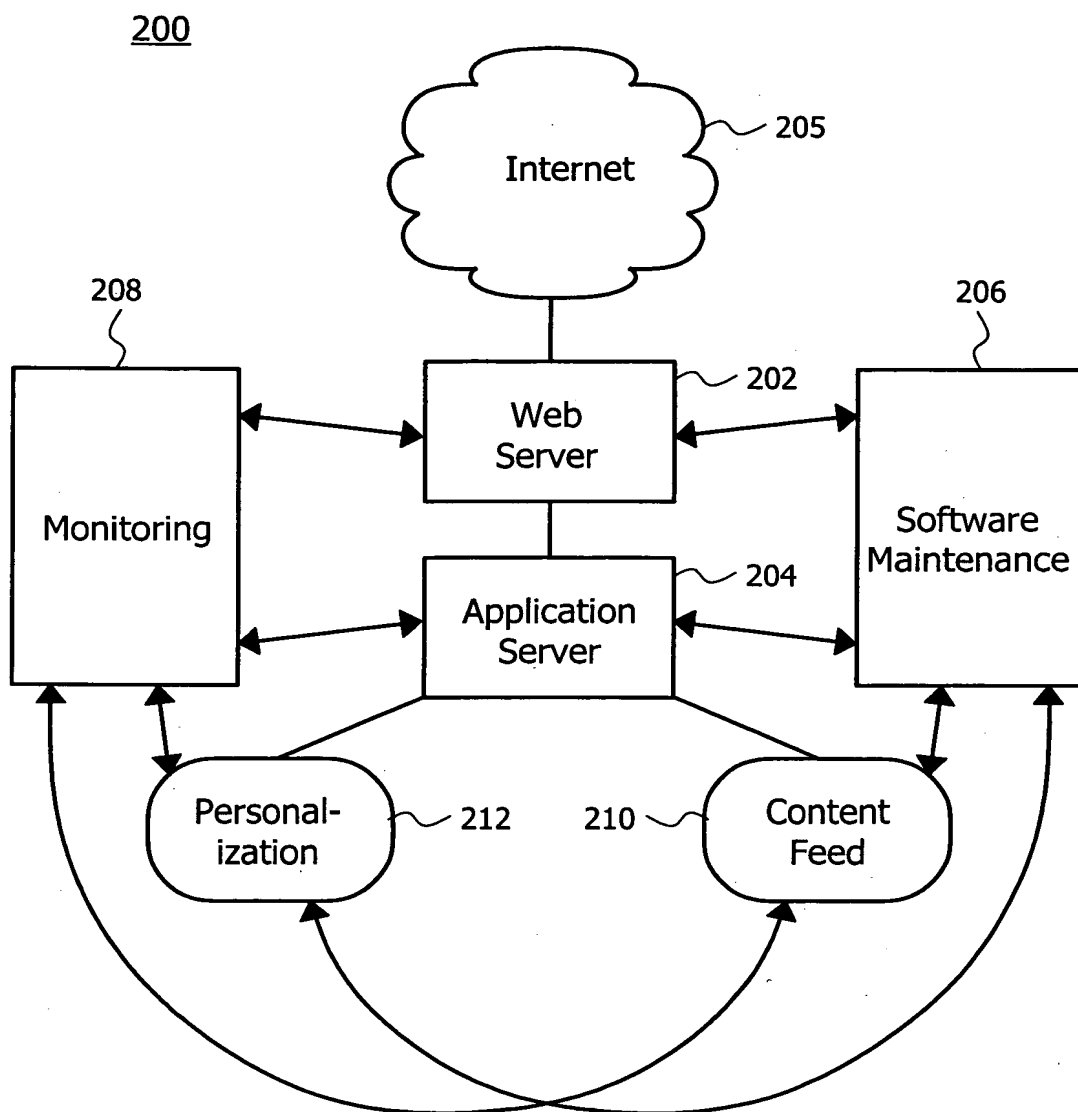 200
205
Internet
208
206
202
Web
Server
Monitoring
Software
Maintenance
204
Application
Server
Personal-
ization
212
210
Content
Feed